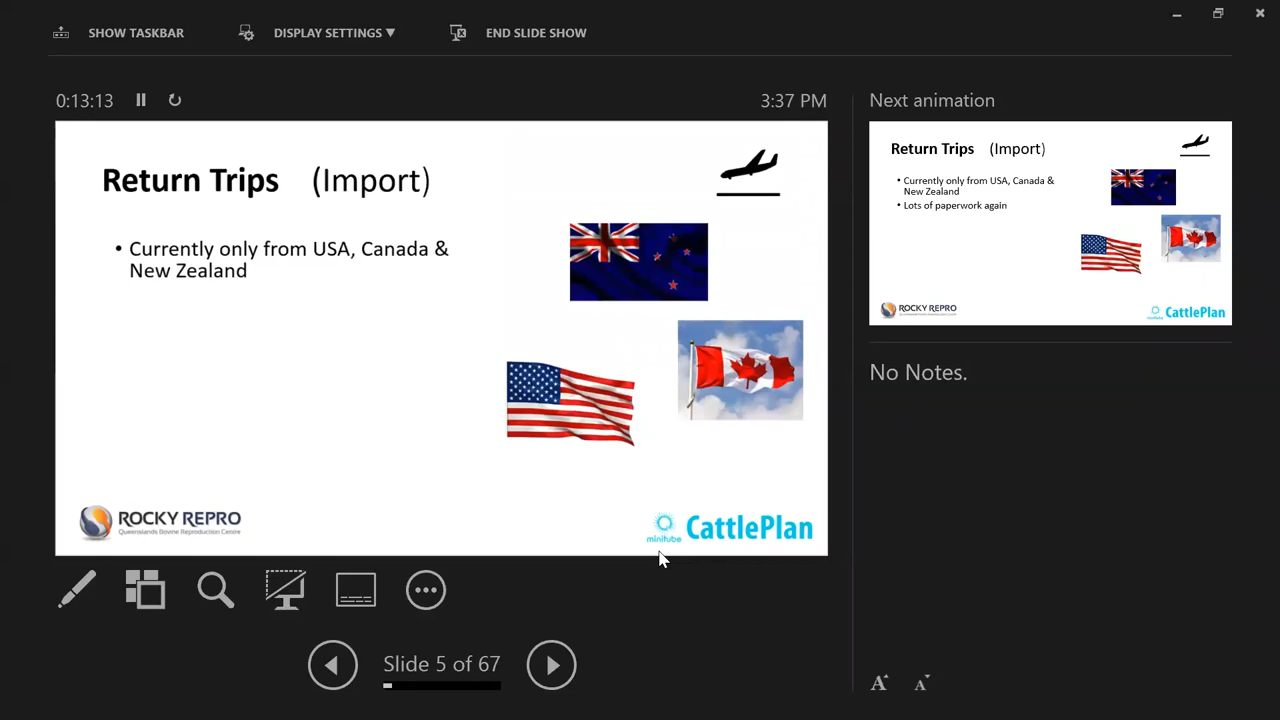 SHOW TASKBAR
DISPLAY SETTINGS ▼
END SLIDE SHOW
0:13:13
3:37 PM
Return Trips (Import)
• Currently only from USA, Canada &
New Zealand
ROCKY REPRO
Queenslands Bovine Reproduction Centre
minitube
CattlePlan
Slide 5 of 67
Next animation
Return Trips (Import)
• Currently only from USA, Canada &
New Zealand
• Lots of paperwork again
ROCKY REPRO
minitube
CattlePlan
No Notes.
A A